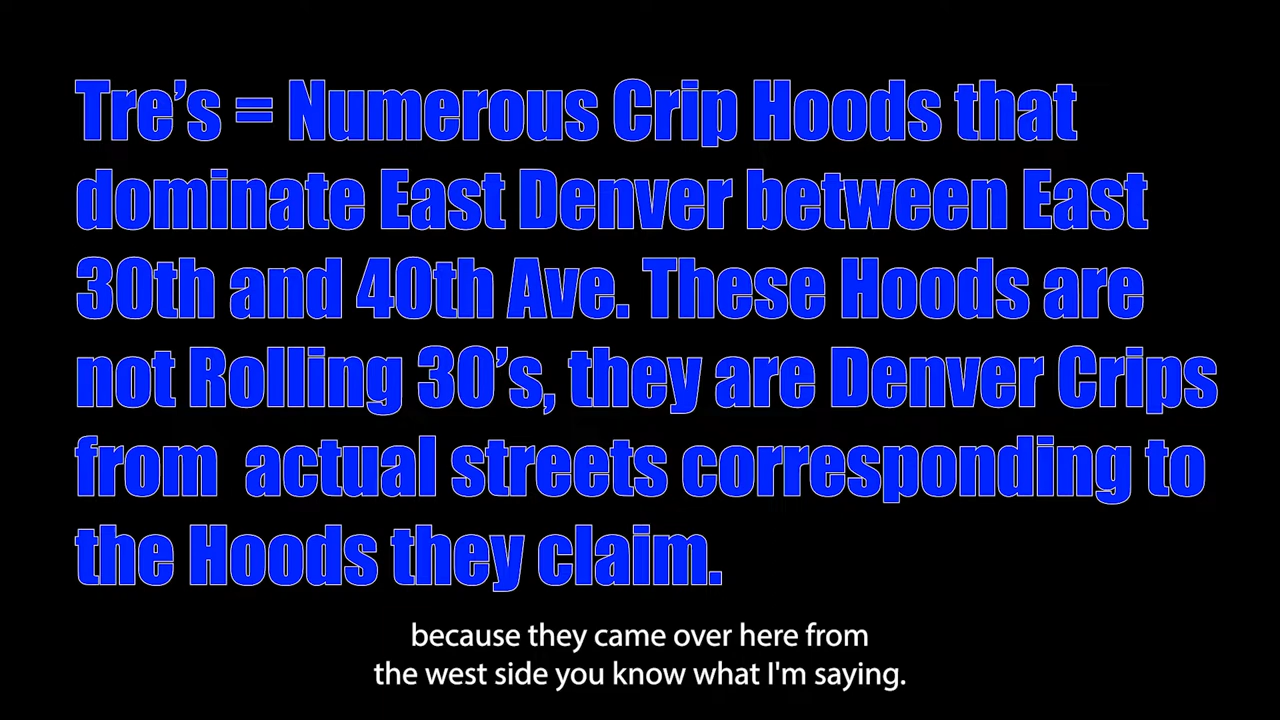 Tre's = Numerous Crip Hoods that
dominate East Denver between East
30th and 40th Ave. These Hoods are
not Rolling 30's, they are Denver Crips
from  actual streets corresponding to
the Hoods they claim.
because they came over here from
the west side you know what I'm saying.